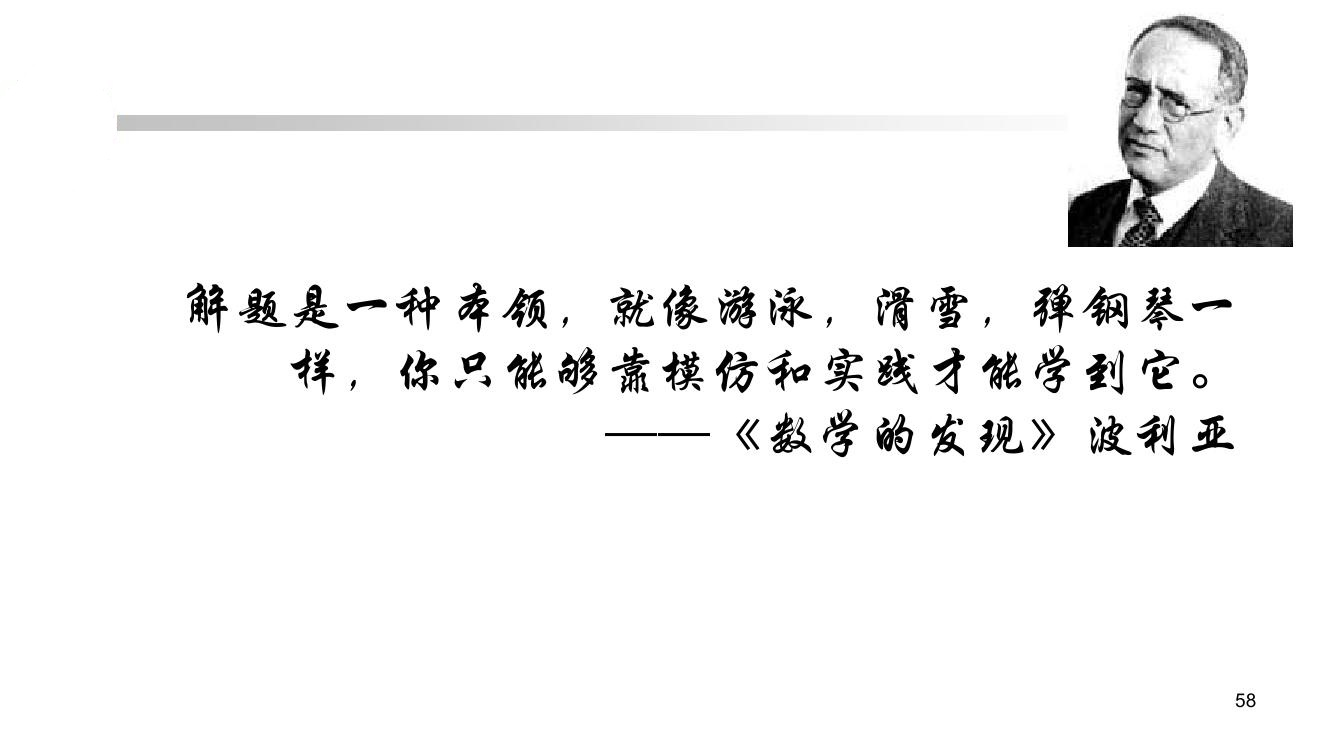 解题是一种本领，就像游泳，滑雪，弹钢琴一
样，你只能够靠模仿和实践才能学到它。
——《数学的发现》波利亚
58